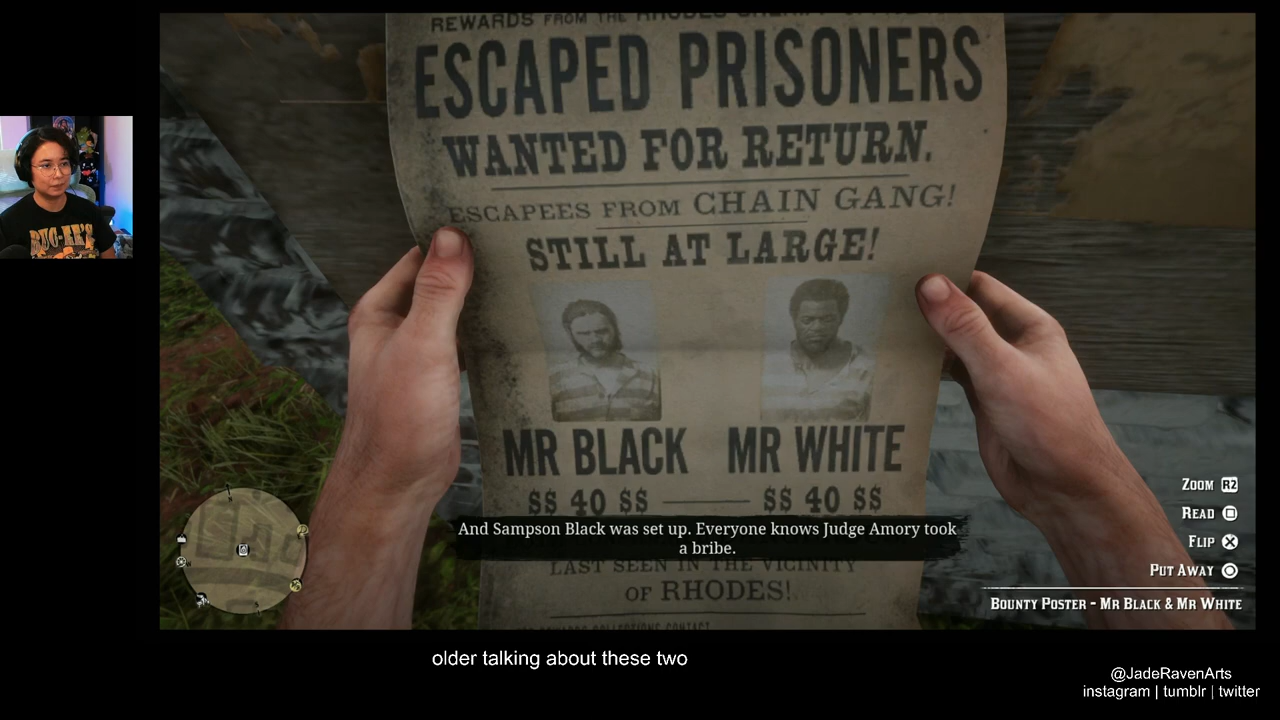 REWARDS FROM THE RHODES
ESCAPED PRISONERS
WANTED FOR RETURN.
ESCAPEES FROM CHAIN GANG!
STILL AT LARGE!
MR BLACK MR WHITE
$$ 40 $$ $$ 40 $$
And Sampson Black was set up. Everyone knows Judge Amory took
a bribe.
LAST SEEN IN THE VICINITY
OF RHODES!
ZOOM R2
READ
FLIP
PUT AWAY
BOUNTY POSTER - MR BLACK & MR WHITE
older talking about these two
@JadeRavenArts
instagram | tumblr | twitter